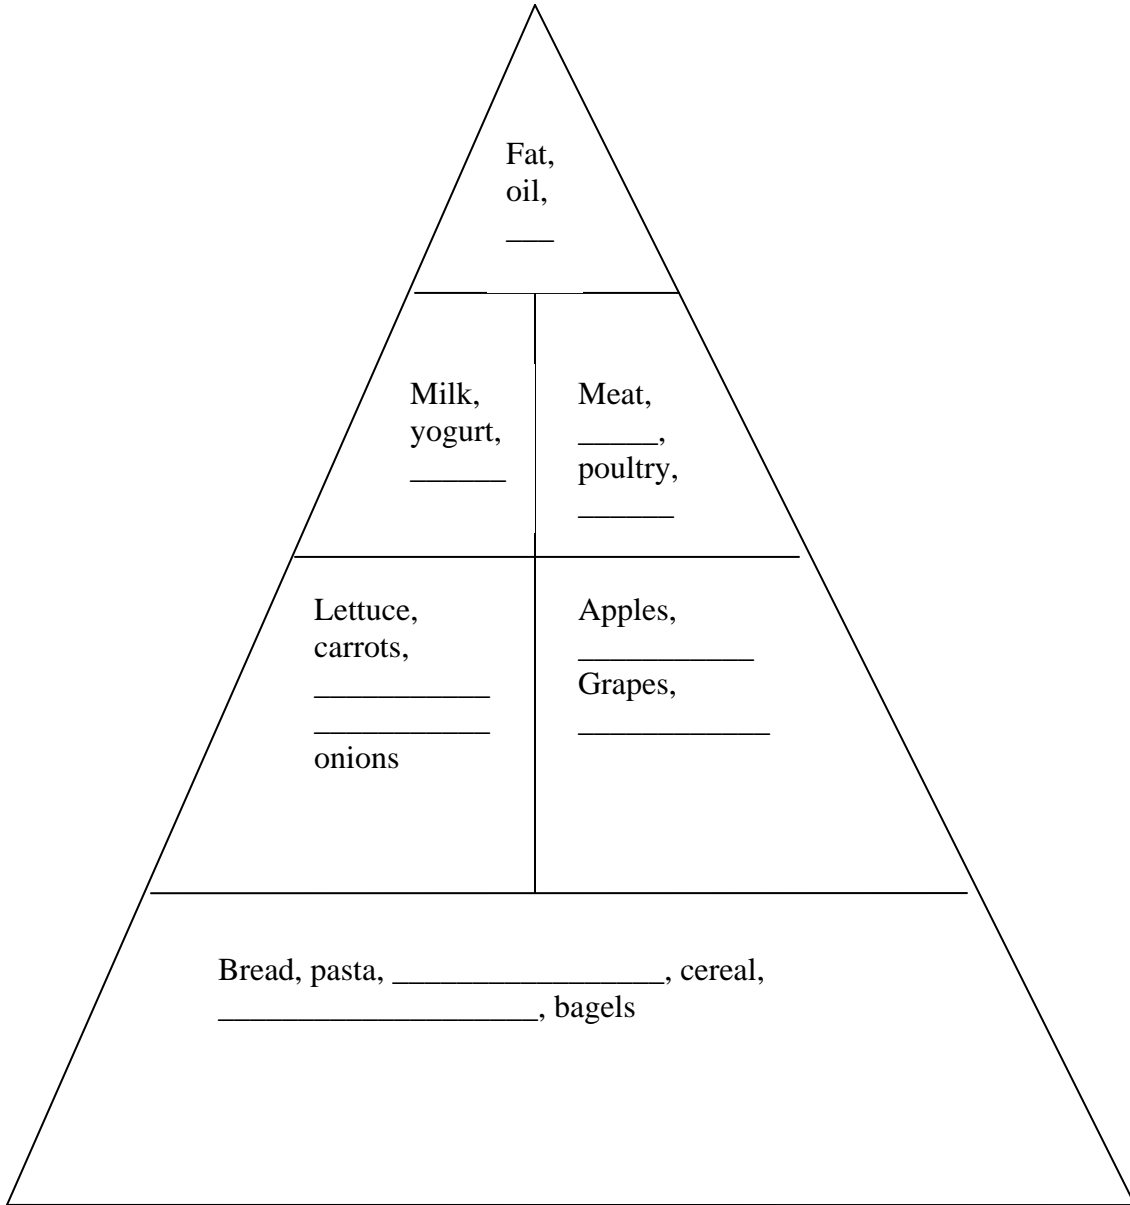 Fat,
oil,
___
Milk,
yogurt,
______
Meat,
_____,
poultry,
______
Lettuce,
carrots,
___________
___________
onions
Apples,
___________
Grapes,
____________
Bread, pasta, _________________, cereal,
____________________, bagels